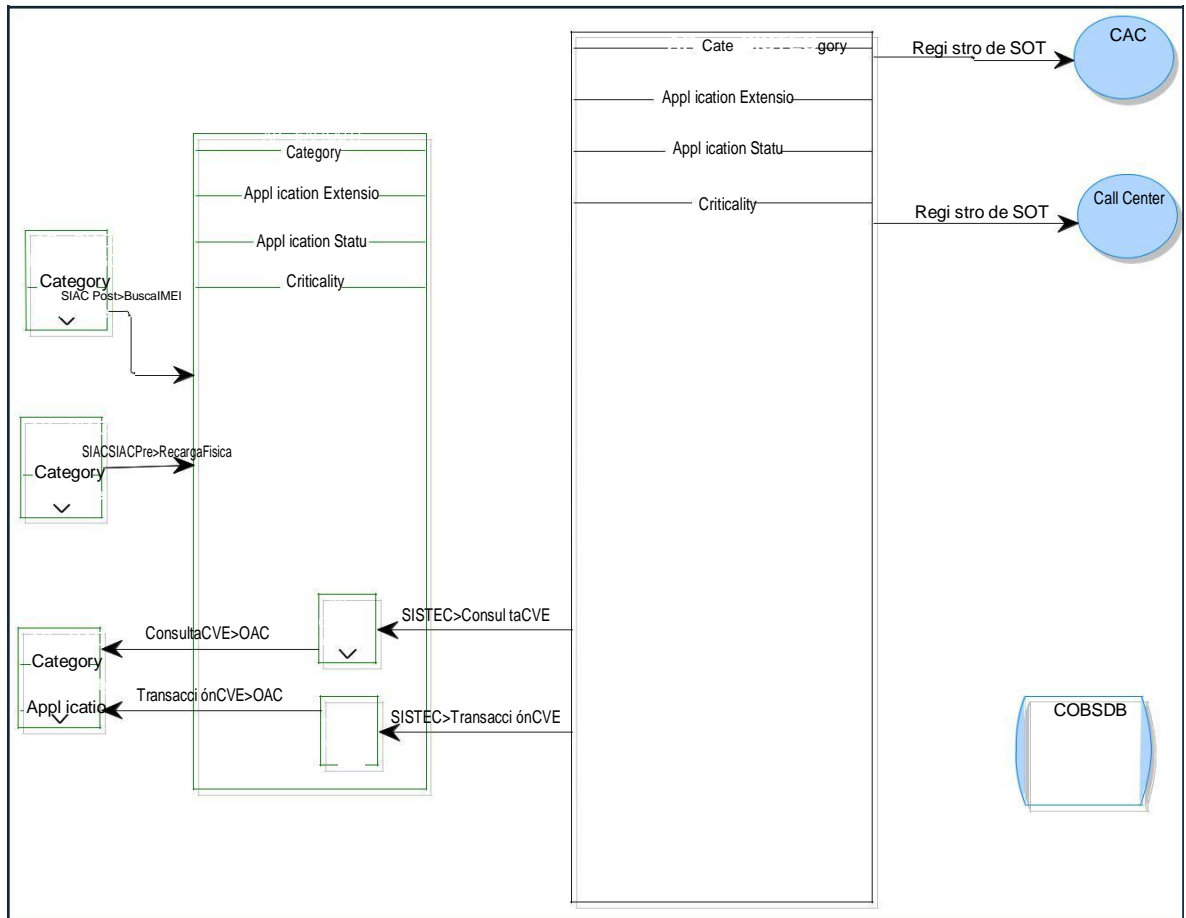 CAC
Regi stro de SOT
Cate gory
Appl ication Extensio
Category
Appl ication Statu
Appl ication Extensio
Call Center
Criticality
Regi stro de SOT
Appl ication Statu
Category
Criticality
SIAC Post>BuscaIMEI
SIACSIACPre>RecargaFisica
Category
SISTEC>Consul taCVE
ConsultaCVE>OAC
Category
Transacci ónCVE>OAC
Appl icatio
SISTEC>Transacci ónCVE
COBSDB